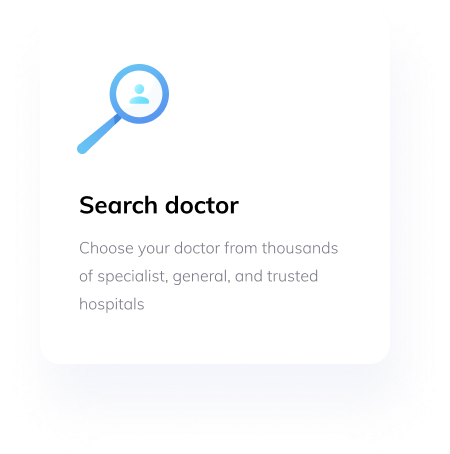 Search doctor
Choose your doctor from thousands
of specialist, general, and trusted
hospitals